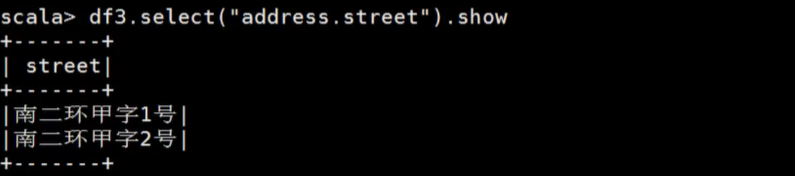 scala> df3.select("address.street").show
+-------+
| street|
+-------+
|南二环甲字1号|
|南二环甲字2号|
+-------+